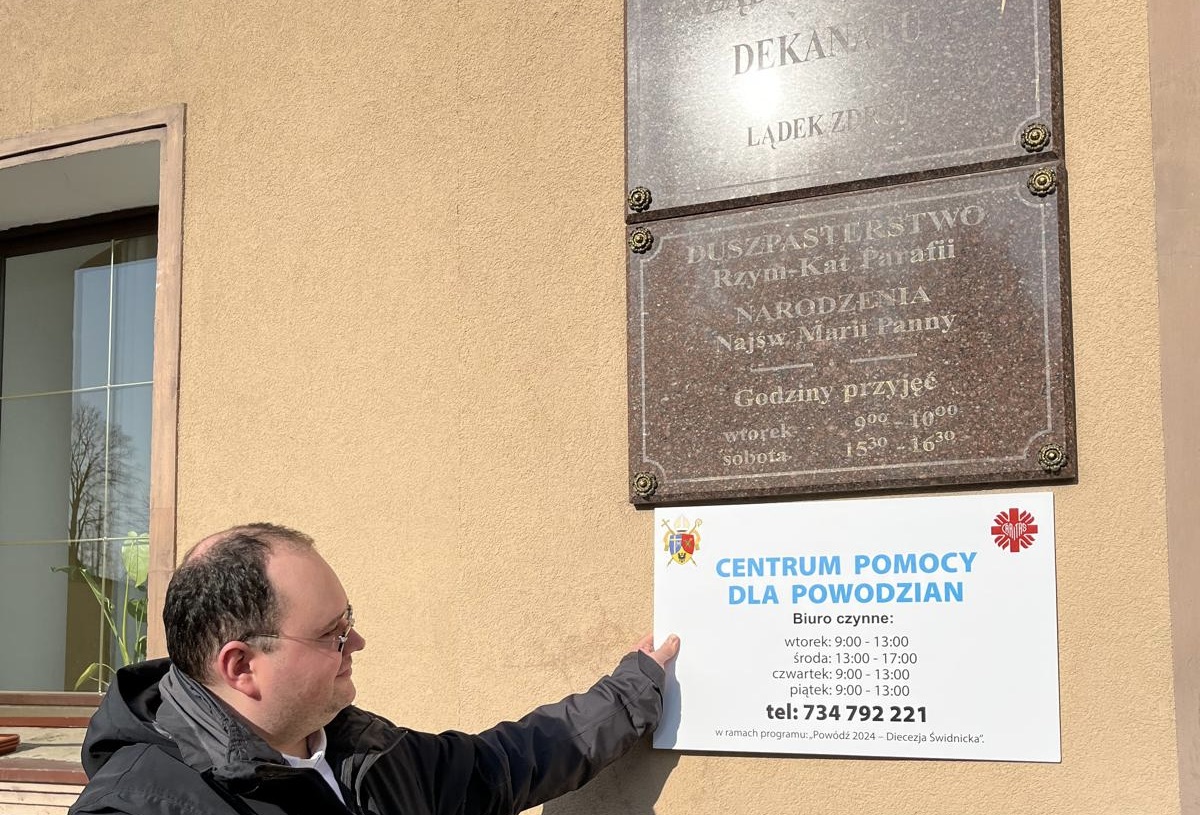 DEKANATU
LĄDEK
DUSZPASTERSTWO
Rzym-Kat Parafii
NARODZENIA
Najśw. Marii Panny
Godziny przyjęć
wtorek- 9⁰⁰ - 10⁰⁰
sobota- 15³⁰ - 16³⁰
CARITAS
CENTRUM POMOCY
DLA POWODZIAN
Biuro czynne:
wtorek: 9:00 - 13:00
środa: 13:00 - 17:00
czwartek: 9:00 - 13:00
piątek: 9:00 - 13:00
tel: 734 792 221
w ramach programu: „Powódź 2024 – Diecezja Świdnicka”.